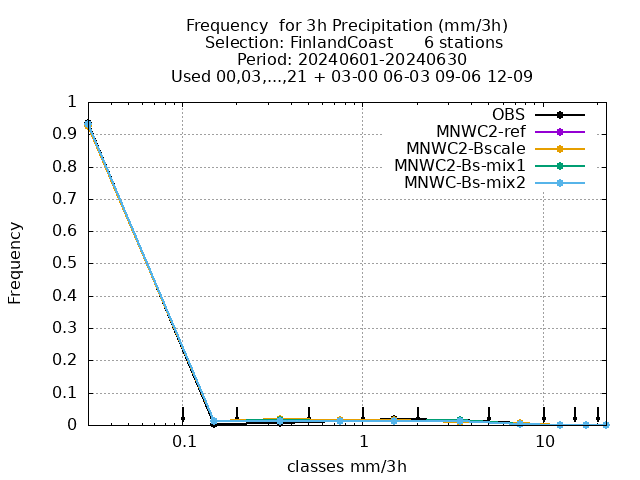 Frequency  for 3h Precipitation (mm/3h)
Selection: FinlandCoast      6 stations
Period: 20240601-20240630
Used 00,03,...,21 + 03-00 06-03 09-06 12-09
OBS
MNWC2-ref
MNWC2-Bscale
MNWC2-Bs-mix1
MNWC-Bs-mix2
Frequency
1
0.9
0.8
0.7
0.6
0.5
0.4
0.3
0.2
0.1
0
0.1 1 10
classes mm/3h